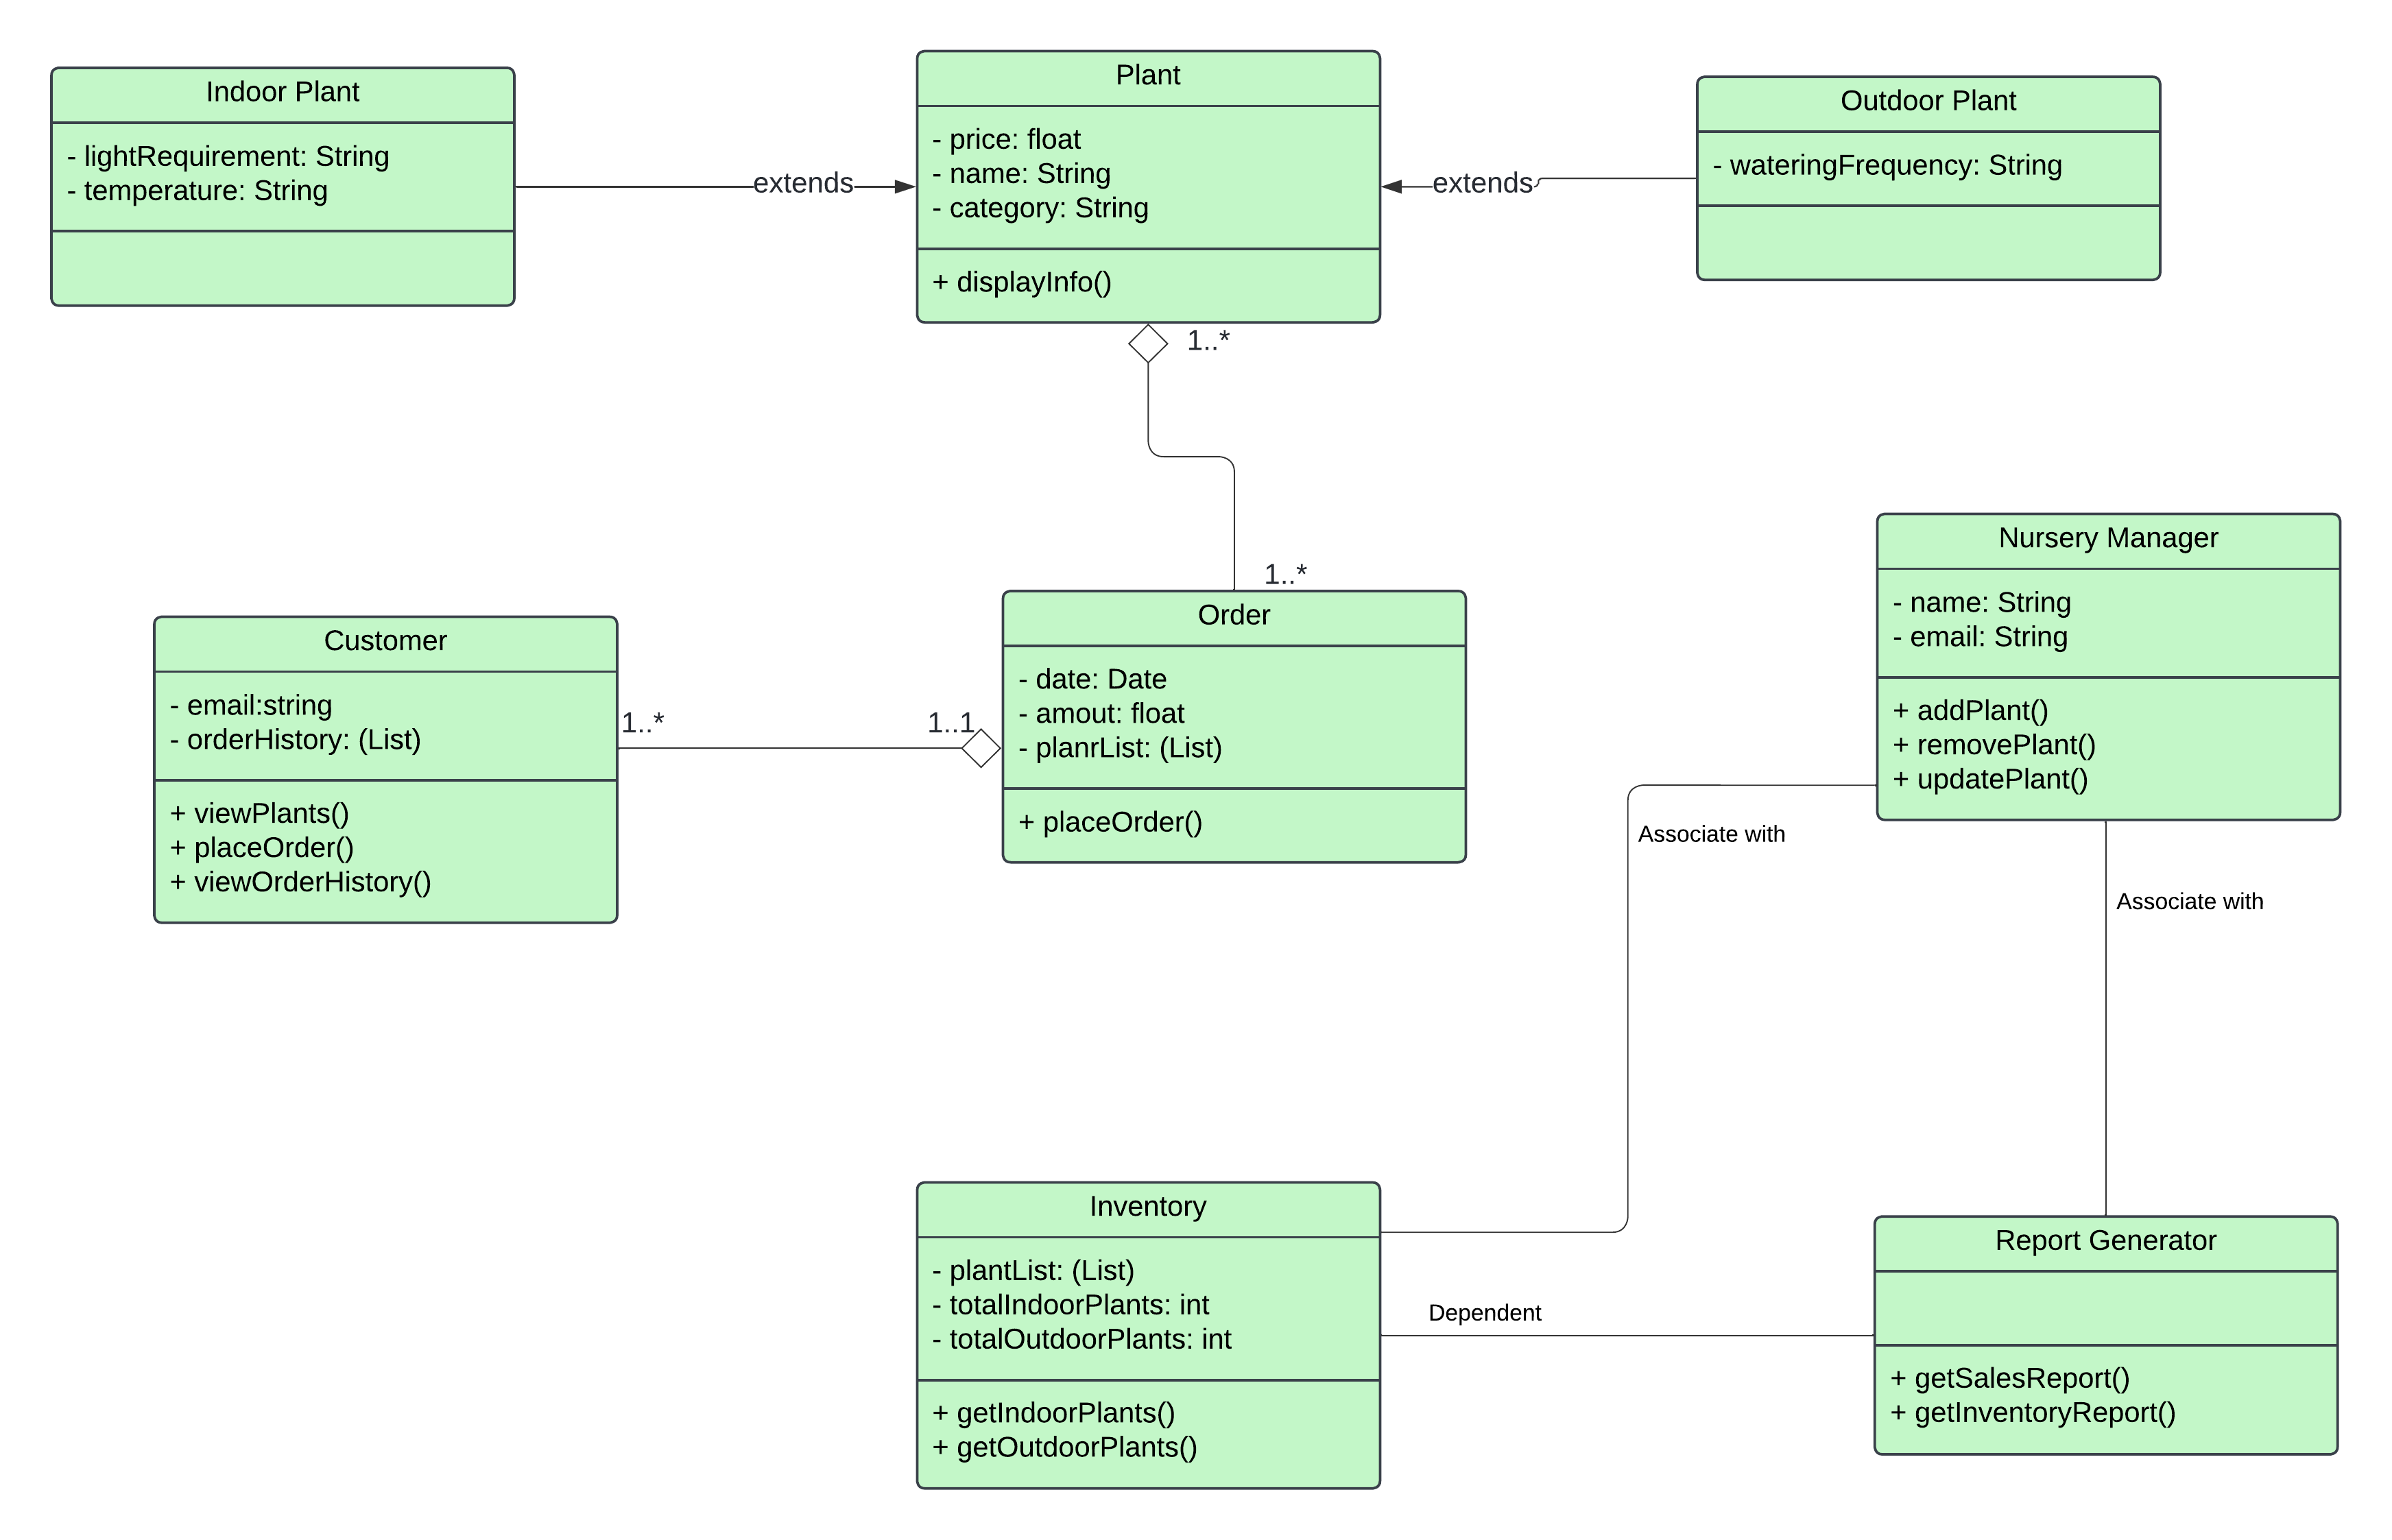 Indoor Plant
- lightRequirement: String
- temperature: String
extends
Plant
- price: float
- name: String
- category: String
+ displayInfo()
extends
Outdoor Plant
- wateringFrequency: String
1..*
1..*
Customer
- email:string
- orderHistory: (List)
+ viewPlants()
+ placeOrder()
+ viewOrderHistory()
1..*
1..1
Order
- date: Date
- amout: float
- planrList: (List)
+ placeOrder()
Nursery Manager
- name: String
- email: String
+ addPlant()
+ removePlant()
+ updatePlant()
Associate with
Associate with
Inventory
- plantList: (List)
- totalIndoorPlants: int
- totalOutdoorPlants: int
+ getIndoorPlants()
+ getOutdoorPlants()
Dependent
Report Generator
+ getSalesReport()
+ getInventoryReport()